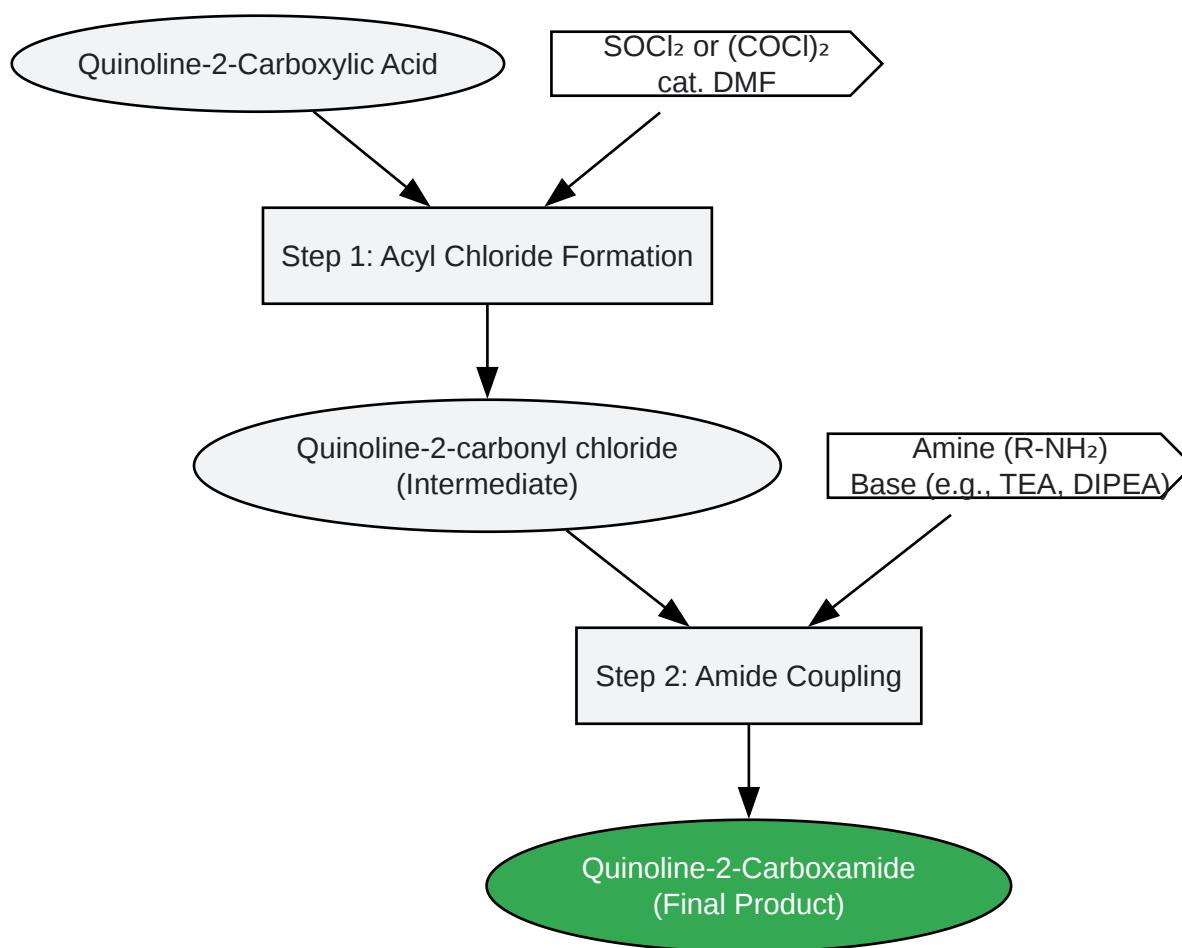 Quinoline-2-Carboxylic Acid
SOCl₂ or (COCl)₂
cat. DMF
Step 1: Acyl Chloride Formation
Quinoline-2-carbonyl chloride
(Intermediate)
Amine (R-NH₂)
Base (e.g., TEA, DIPEA)
Step 2: Amide Coupling
Quinoline-2-Carboxamide
(Final Product)